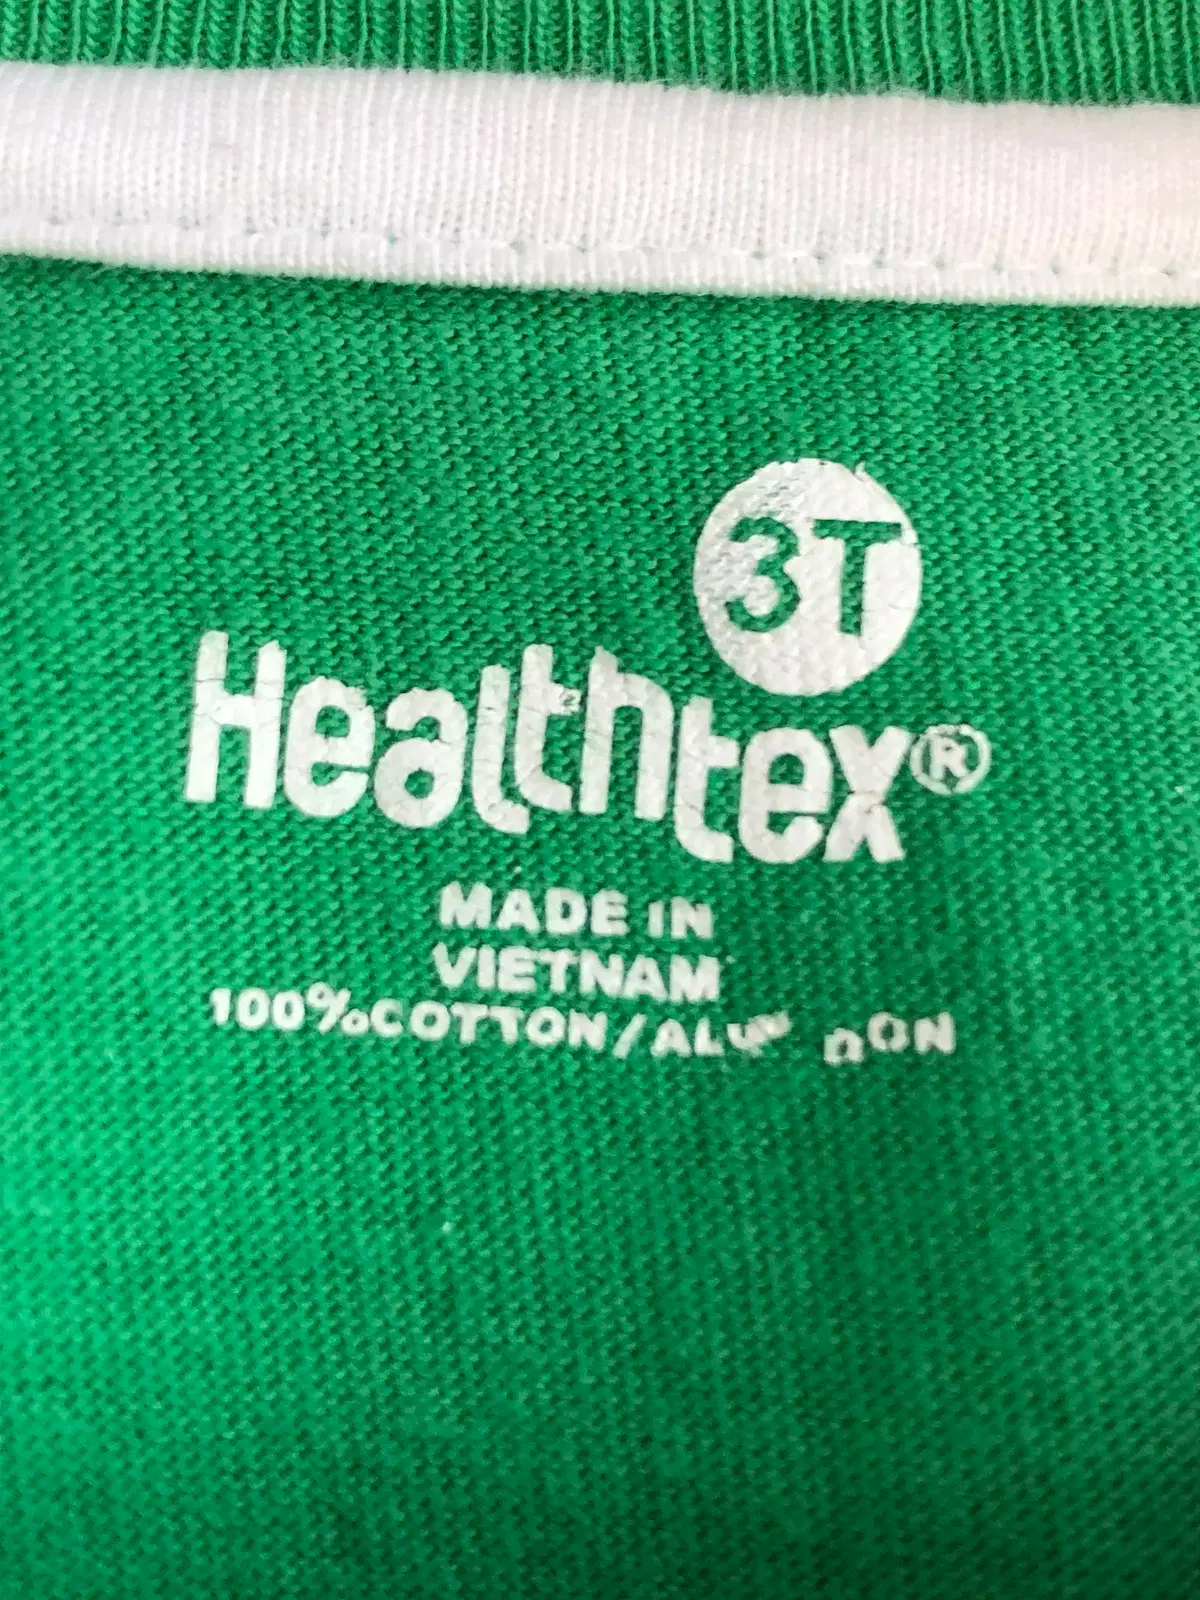 3T
Healthtex®
MADE IN
VIETNAM
100%COTTON/